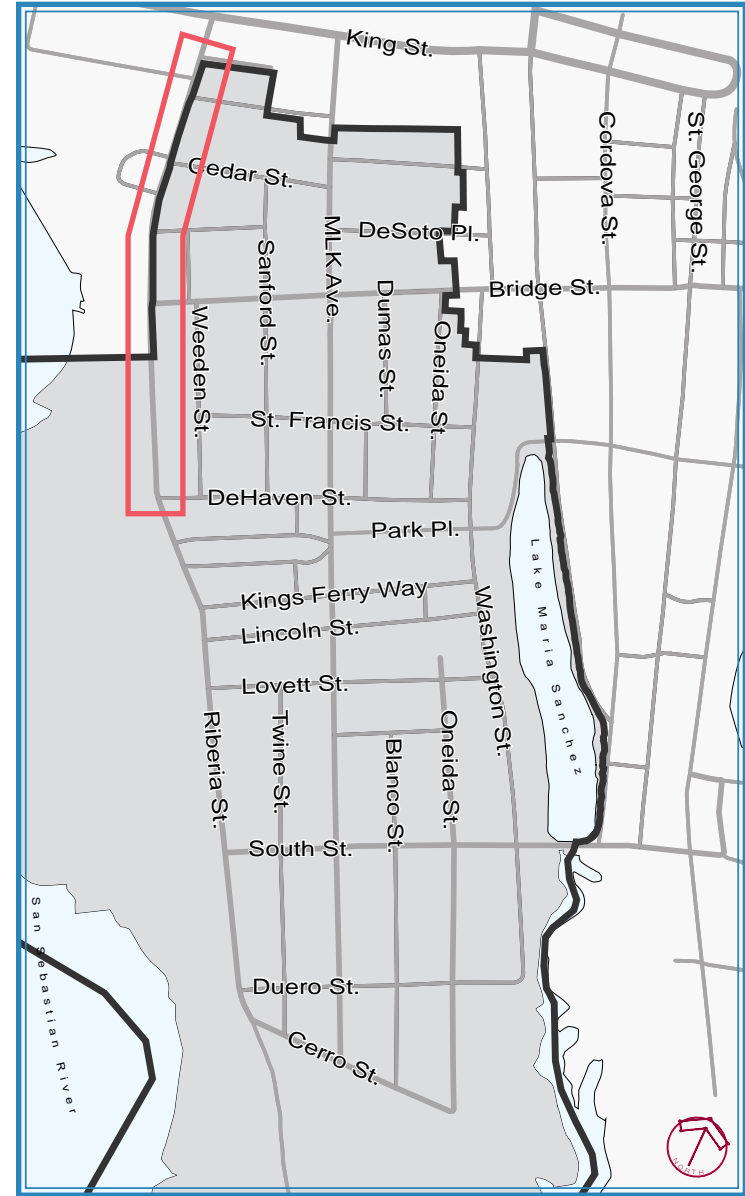 King St.
Cordova St.
St. George St.
Cedar St.
MLK Ave.
DeSoto Pl.
Sanford St.
Bridge St.
Dumas St.
Weeden St.
Oneida St.
St. Francis St.
DeHaven St.
Park Pl.
Lake Maria Sanchez
Kings Ferry Way
Washington St.
Lincoln St.
Lovett St.
Riberia St.
Twine St.
Oneida St.
Blanco St.
South St.
San Sebastian River
Duero St.
Cerro St.
NORTH